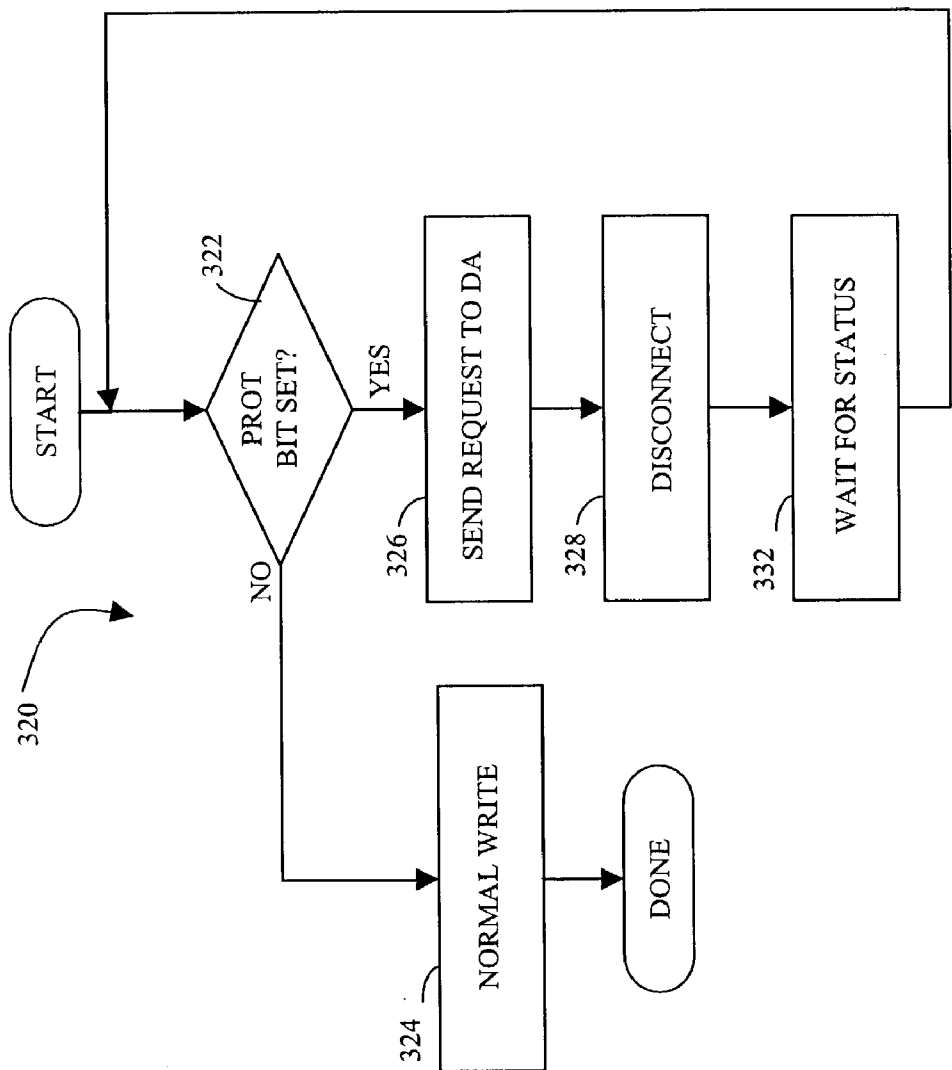 320
START
PROT
BIT SET?
322
NO
YES
324
NORMAL WRITE
DONE
326
SEND REQUEST TO DA
328
DISCONNECT
332
WAIT FOR STATUS